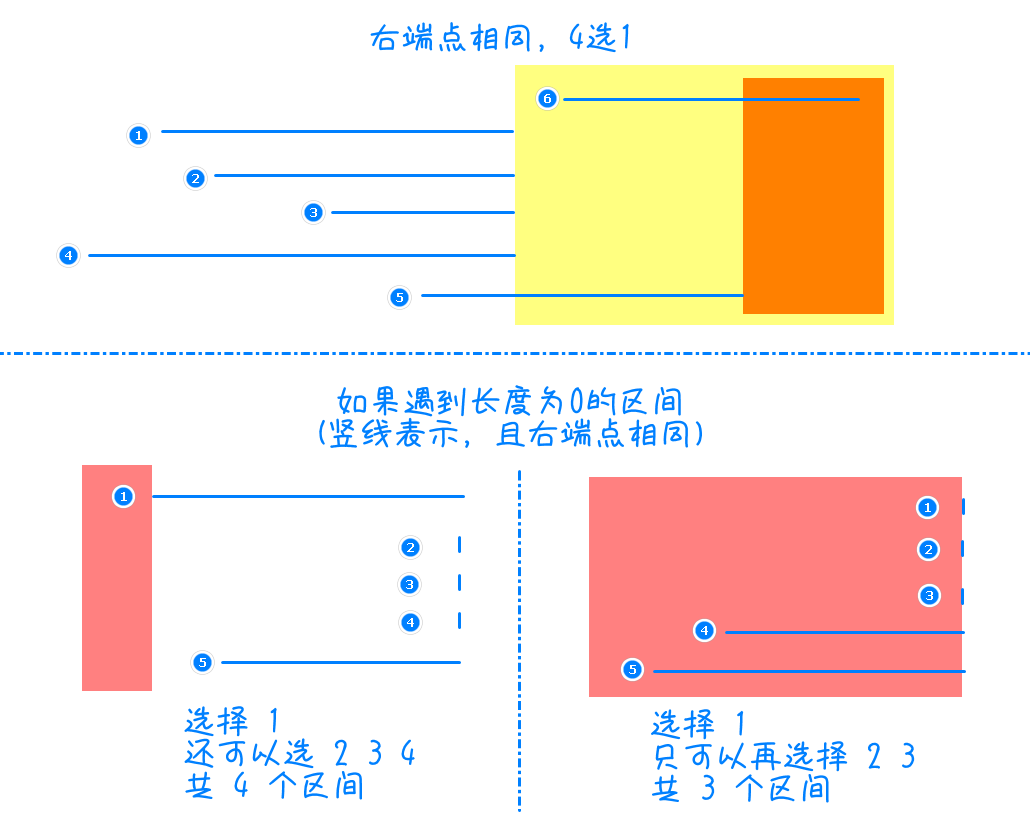 右端点相同，4选1
6
1
2
3
4
5
如果遇到长度为0的区间
(竖线表示，且右端点相同)
1
2
3
4
5
选择 1
还可以选 2 3 4
共 4 个区间
1
2
3
4
5
选择 1
只可以再选择 2 3
共 3 个区间